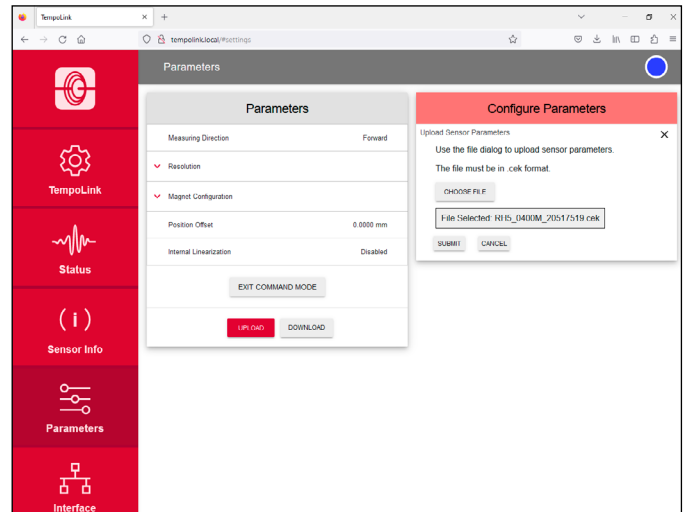 TempoLink
tempolink.local/#settings
Parameters
TempoLink
Status
(i)
Sensor Info
Parameters
Interface
Parameters
Measuring Direction Forward
Resolution
Magnet Configuration
Position Offset 0.0000 mm
Internal Linearization Disabled
EXIT COMMAND MODE
UPLOAD DOWNLOAD
Configure Parameters
Upload Sensor Parameters
Use the file dialog to upload sensor parameters.
The file must be in .cek format.
CHOOSE FILE
File Selected: RH5_0400M_20517519.cek
SUBMIT CANCEL